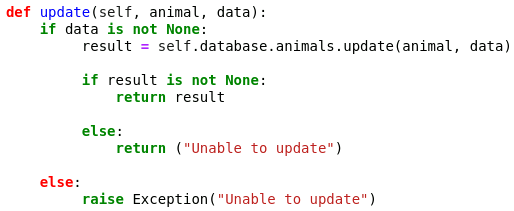 def update(self, animal, data):
    if data is not None:
         result = self.database.animals.update(animal, data)

         if result is not None:
             return result

         else:
             return ("Unable to update")

    else:
         raise Exception("Unable to update")